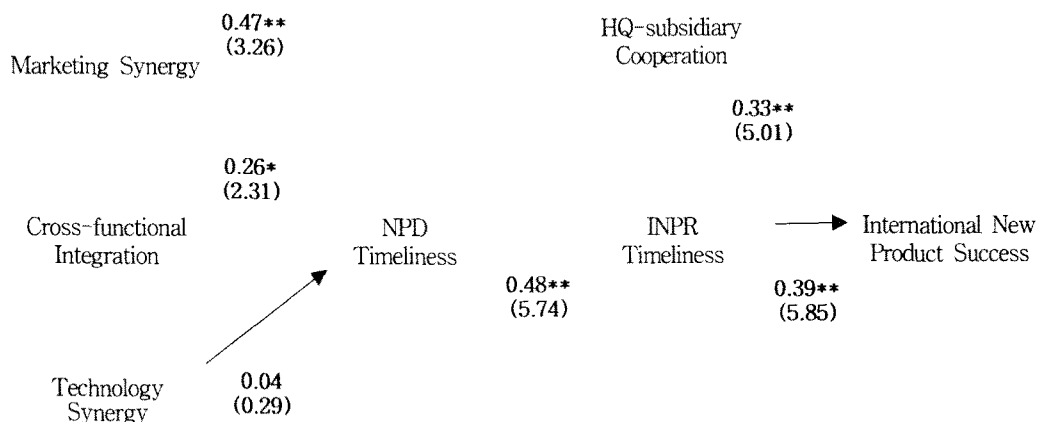 0.47**
(3.26)
Marketing Synergy
HQ-subsidiary
Cooperation
0.33**
(5.01)
0.26*
(2.31)
Cross-functional
Integration
NPD
Timeliness
INPR
Timeliness
International New
Product Success
0.48**
(5.74)
0.39**
(5.85)
Technology
Synergy
0.04
(0.29)